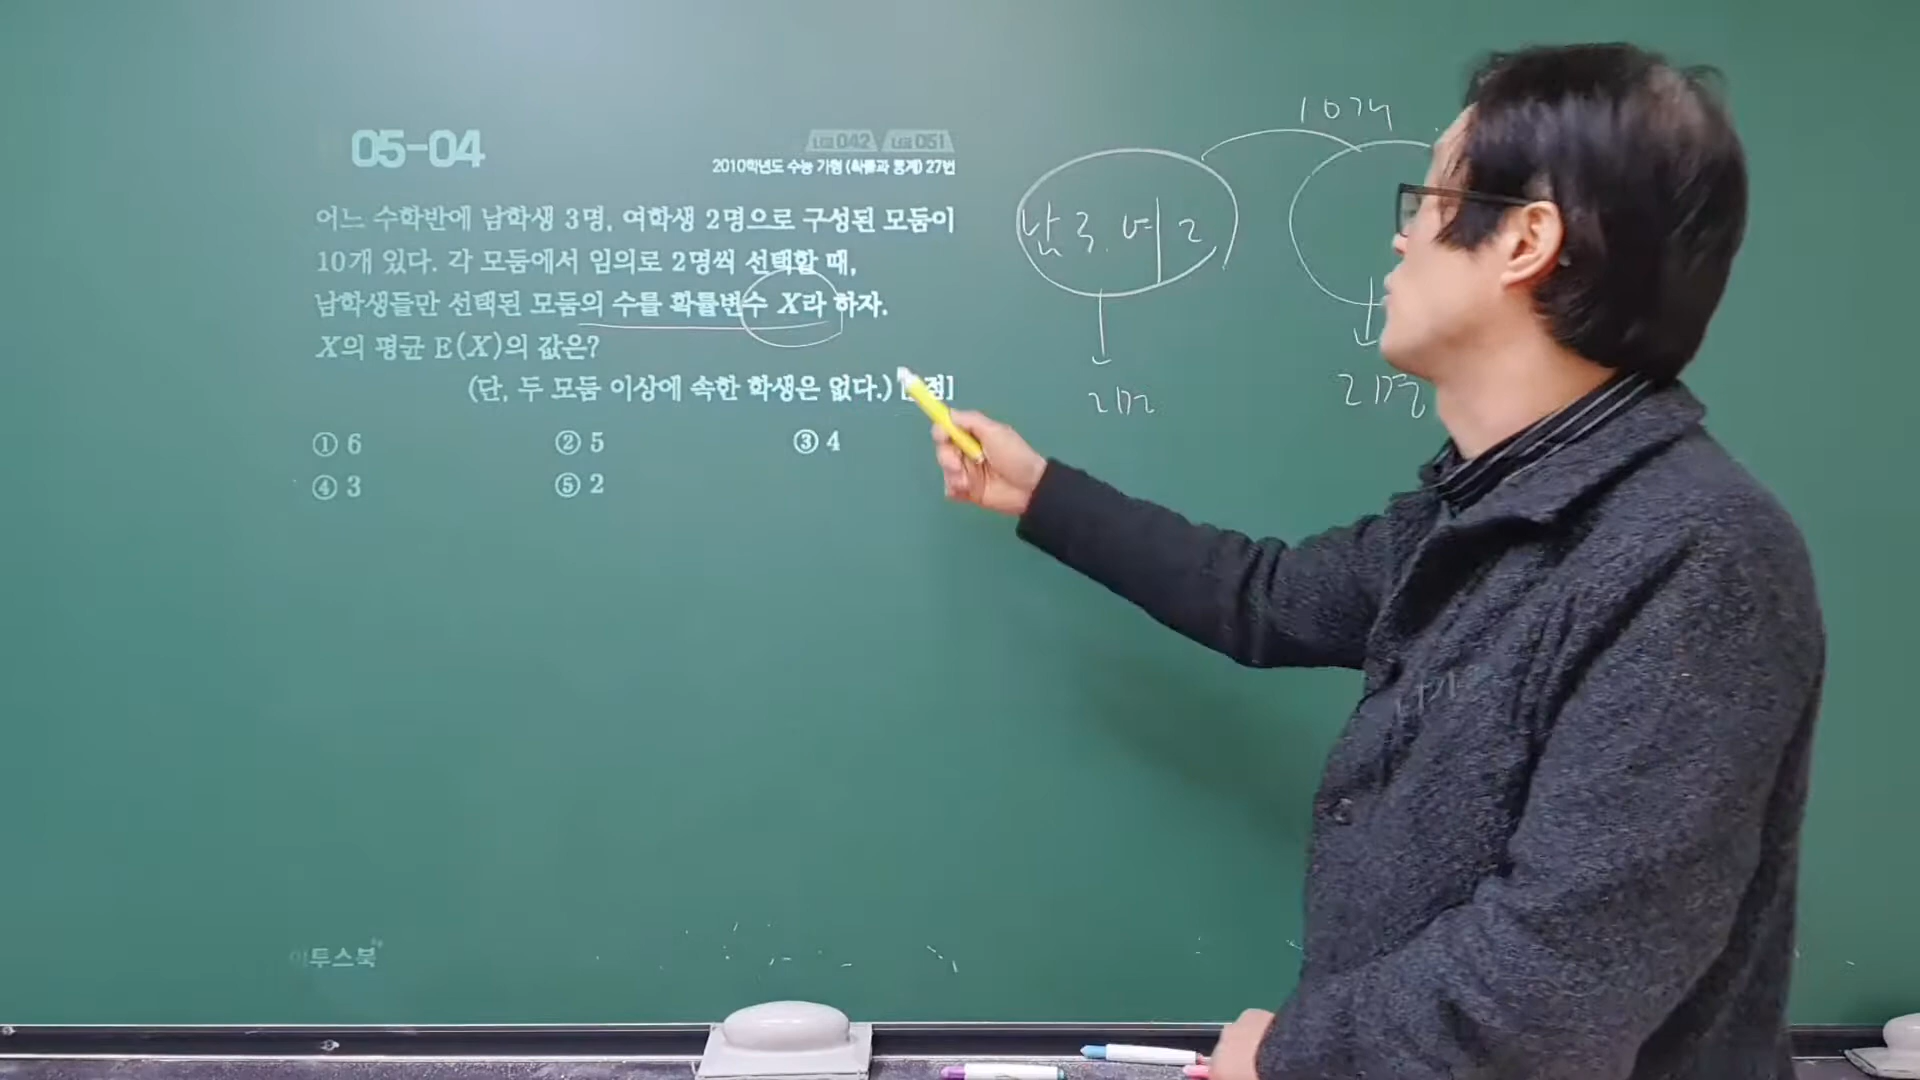 05-04
LE 042 LE 051
2010학년도 수능 가형 (확률과 통계) 27번
어느 수학반에 남학생 3명, 여학생 2명으로 구성된 모둠이
10개 있다. 각 모둠에서 임의로 2명씩 선택할 때,
남학생들만 선택된 모둠의 수를 확률변수 X라 하자.
X의 평균 E(X)의 값은?
(단, 두 모둠 이상에 속한 학생은 없다.) 점]
① 6 ② 5 ③ 4
④ 3 ⑤ 2
10개
남 3. 여 2
2명 2명
이투스북